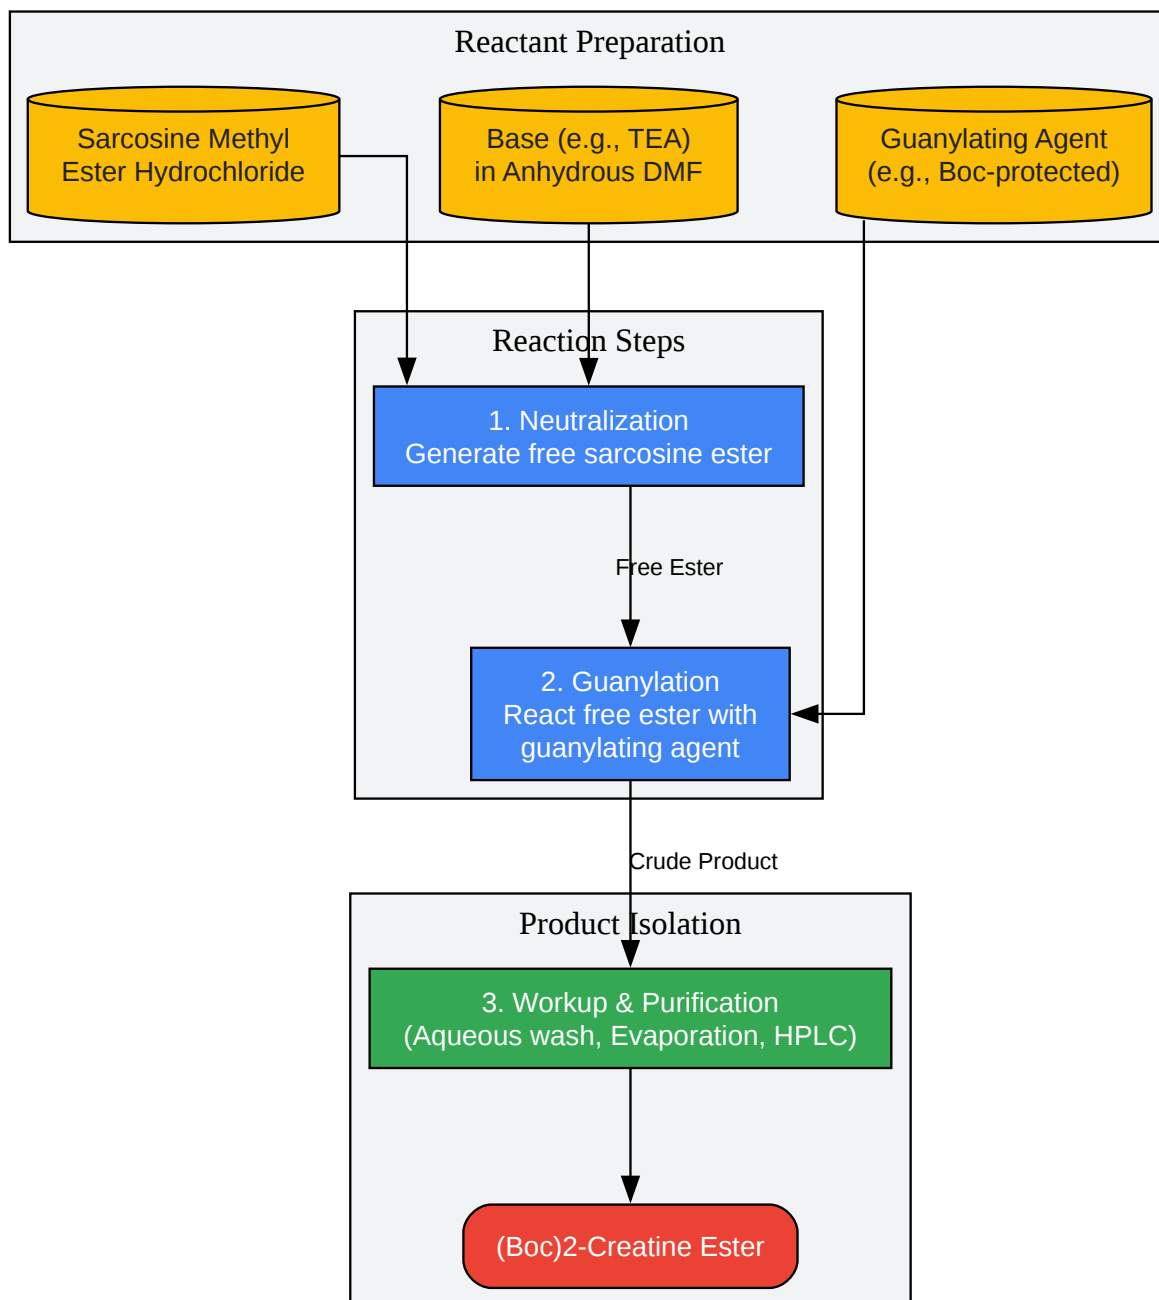 Reactant Preparation
Sarcosine Methyl
Ester Hydrochloride
Base (e.g., TEA)
in Anhydrous DMF
Guanylating Agent
(e.g., Boc-protected)
Reaction Steps
1. Neutralization
Generate free sarcosine ester
Free Ester
2. Guanylation
React free ester with
guanylating agent
Crude Product
Product Isolation
3. Workup & Purification
(Aqueous wash, Evaporation, HPLC)
(Boc)2-Creatine Ester